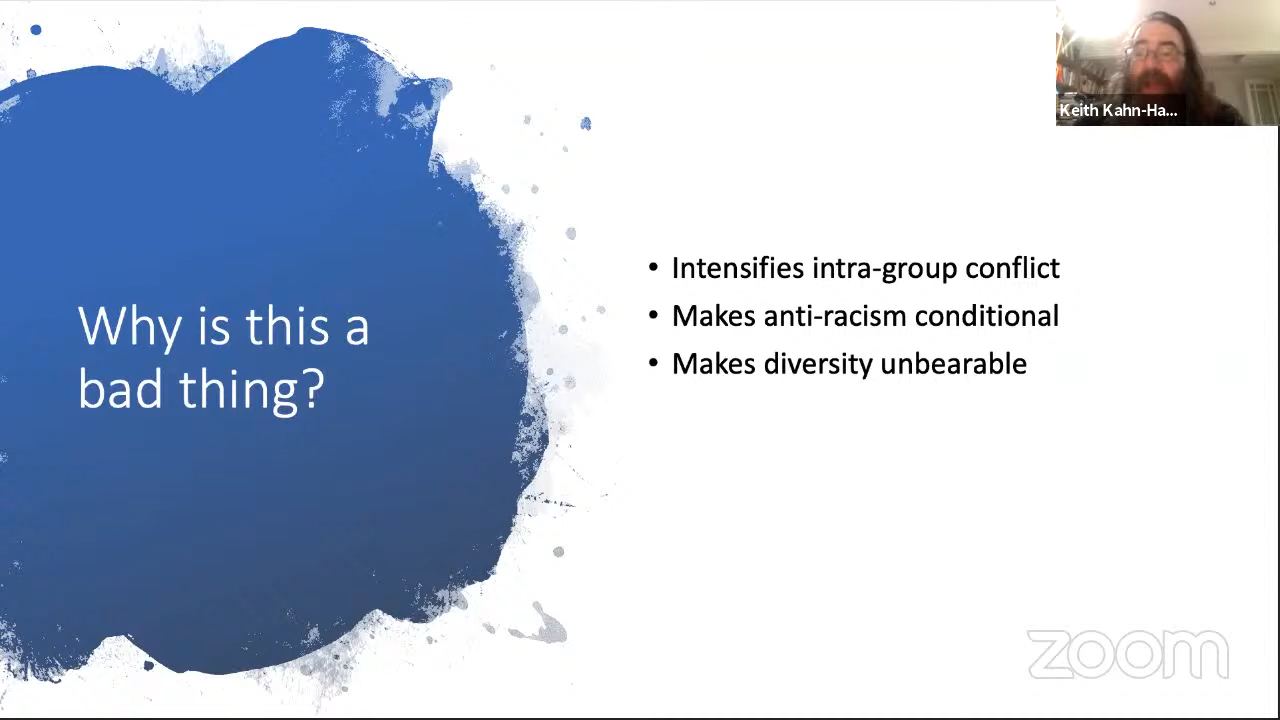 Keith Kahn-Ha...
Why is this a
bad thing?
• Intensifies intra-group conflict
• Makes anti-racism conditional
• Makes diversity unbearable
zoom